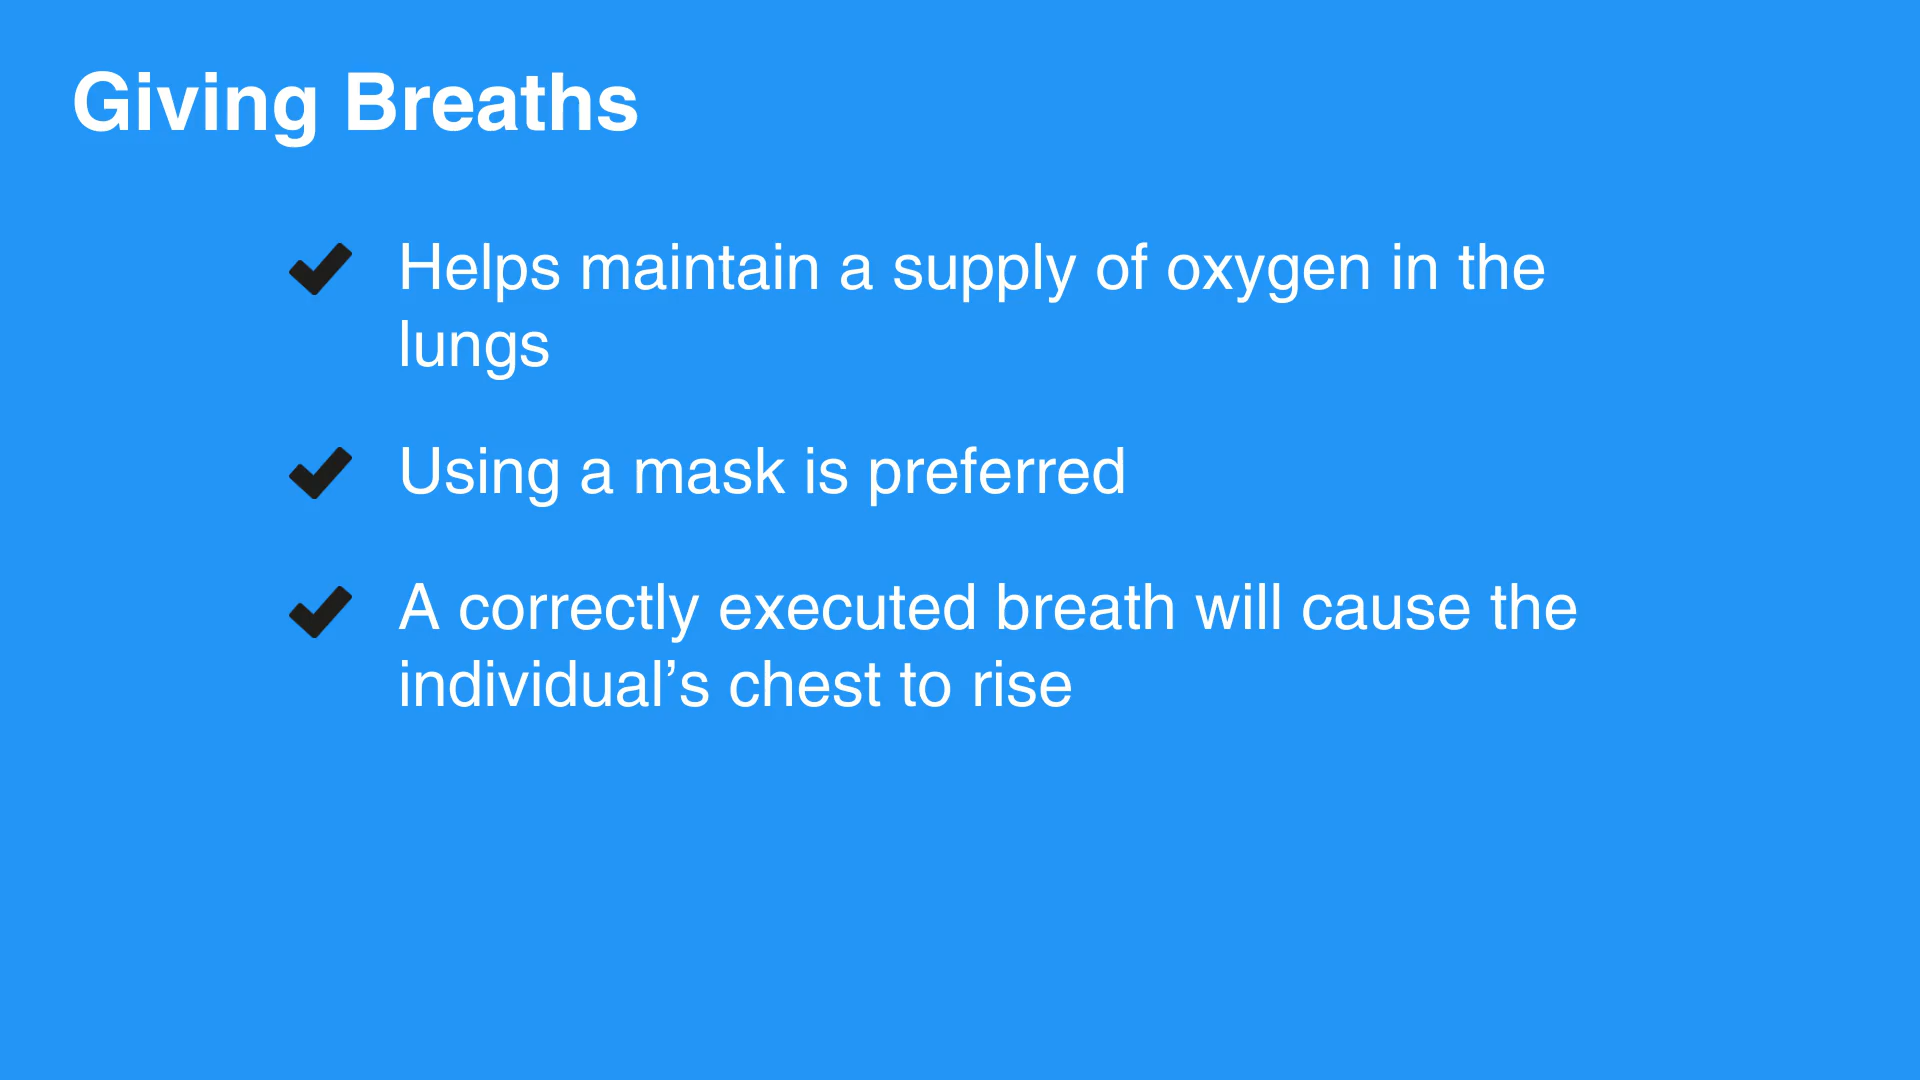 Giving Breaths
Helps maintain a supply of oxygen in the
lungs
Using a mask is preferred
A correctly executed breath will cause the
individual’s chest to rise